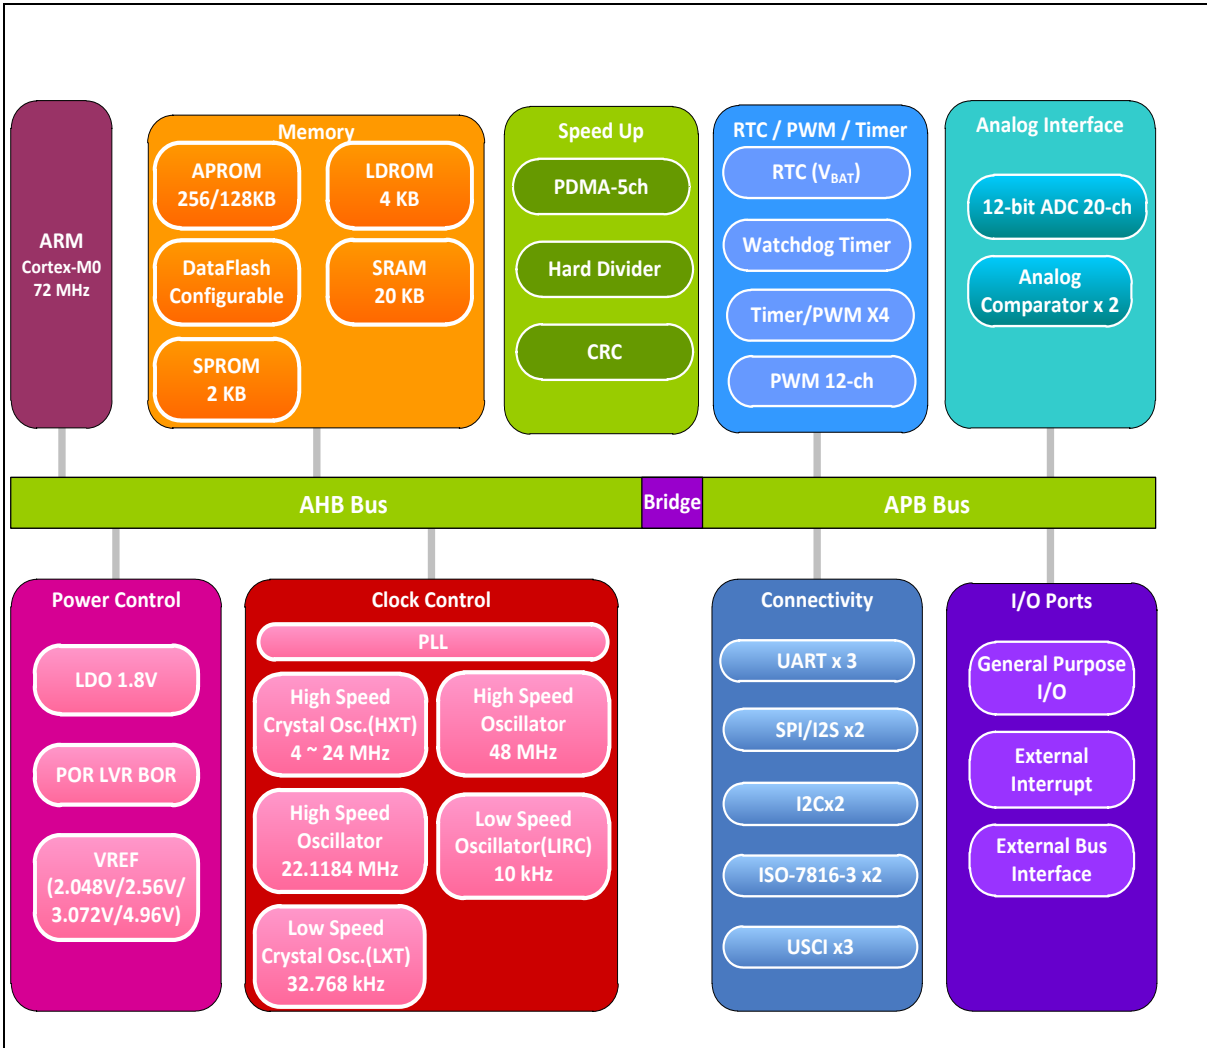 ARM
Cortex-M0
72 MHz
Memory
APROM
256/128KB
LDROM
4 KB
DataFlash
Configurable
SRAM
20 KB
SPROM
2 KB
Speed Up
PDMA-5ch
Hard Divider
CRC
RTC / PWM / Timer
RTC (VBAT)
Watchdog Timer
Timer/PWM X4
PWM 12-ch
Analog Interface
12-bit ADC 20-ch
Analog
Comparator x 2
AHB Bus
Bridge
APB Bus
Power Control
LDO 1.8V
POR LVR BOR
VREF
(2.048V/2.56V/
3.072V/4.96V)
Clock Control
PLL
High Speed
Crystal Osc.(HXT)
4 ~ 24 MHz
High Speed
Oscillator
48 MHz
High Speed
Oscillator
22.1184 MHz
Low Speed
Oscillator(LIRC)
10 kHz
Low Speed
Crystal Osc.(LXT)
32.768 kHz
Connectivity
UART x 3
SPI/I2S x2
I2Cx2
ISO-7816-3 x2
USCI x3
I/O Ports
General Purpose
I/O
External
Interrupt
External Bus
Interface